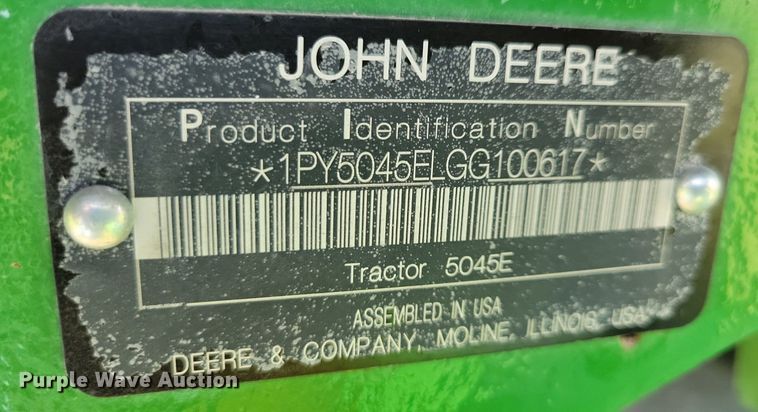 JOHN DEERE
Product Identification Number
*1PY5045ELGG100617*
Tractor 5045E
ASSEMBLED IN USA
DEERE & COMPANY, MOLINE, ILLINOIS, USA
Purple Wave Auction